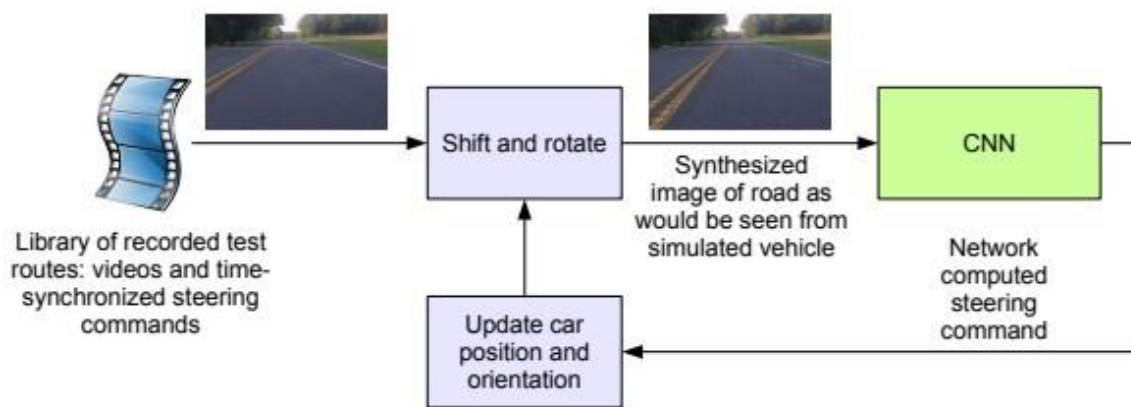 Shift and rotate
CNN
Library of recorded test
routes: videos and time-
synchronized steering
commands
Synthesized
image of road as
would be seen from
simulated vehicle
Network
computed
steering
command
Update car
position and
orientation